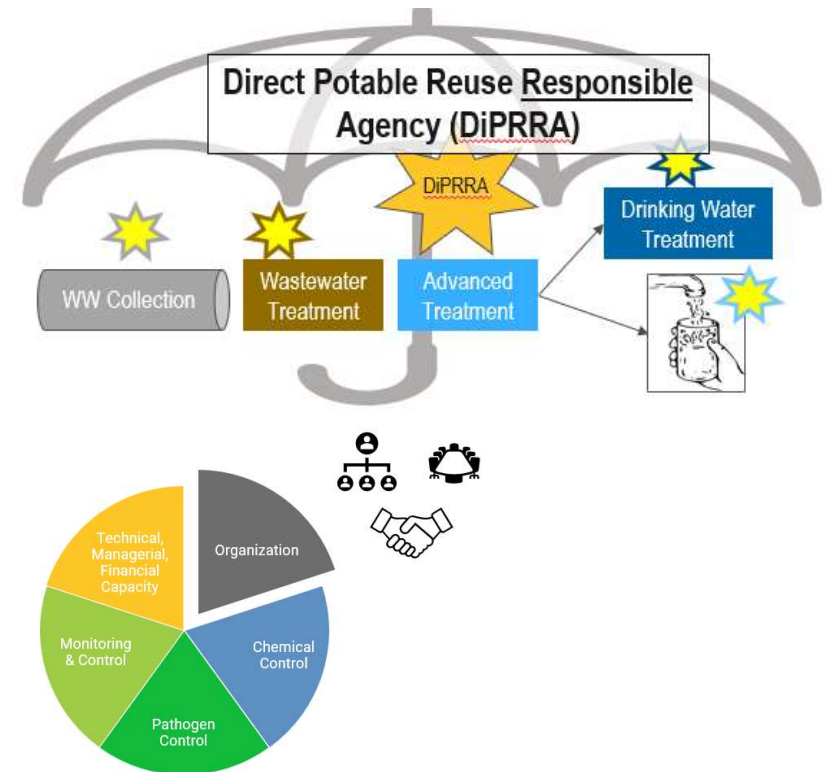 Direct Potable Reuse Responsible
Agency (DiPRRA)
DiPRRA
Drinking Water
Treatment
WW Collection
Wastewater
Treatment
Advanced
Treatment
Technical,
Managerial,
Financial
Capacity
Organization
Monitoring
& Control
Chemical
Control
Pathogen
Control